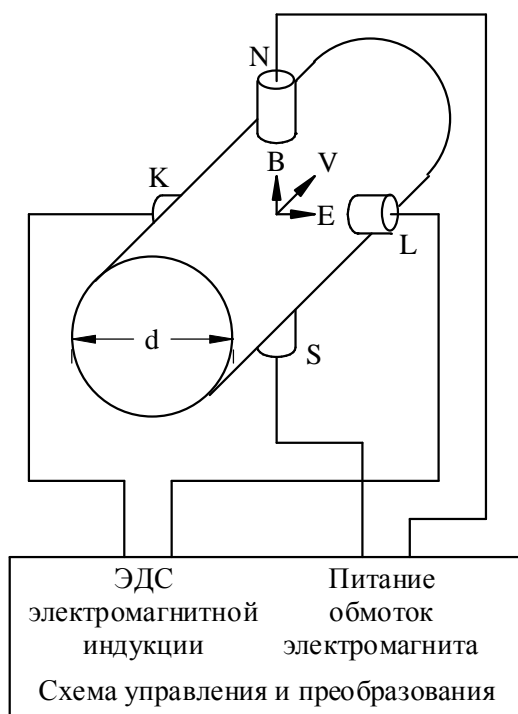 N
B
V
K
E
L
d
S
ЭДС
электромагнитной
индукции
Питание
обмоток
электромагнита
Схема управления и преобразования